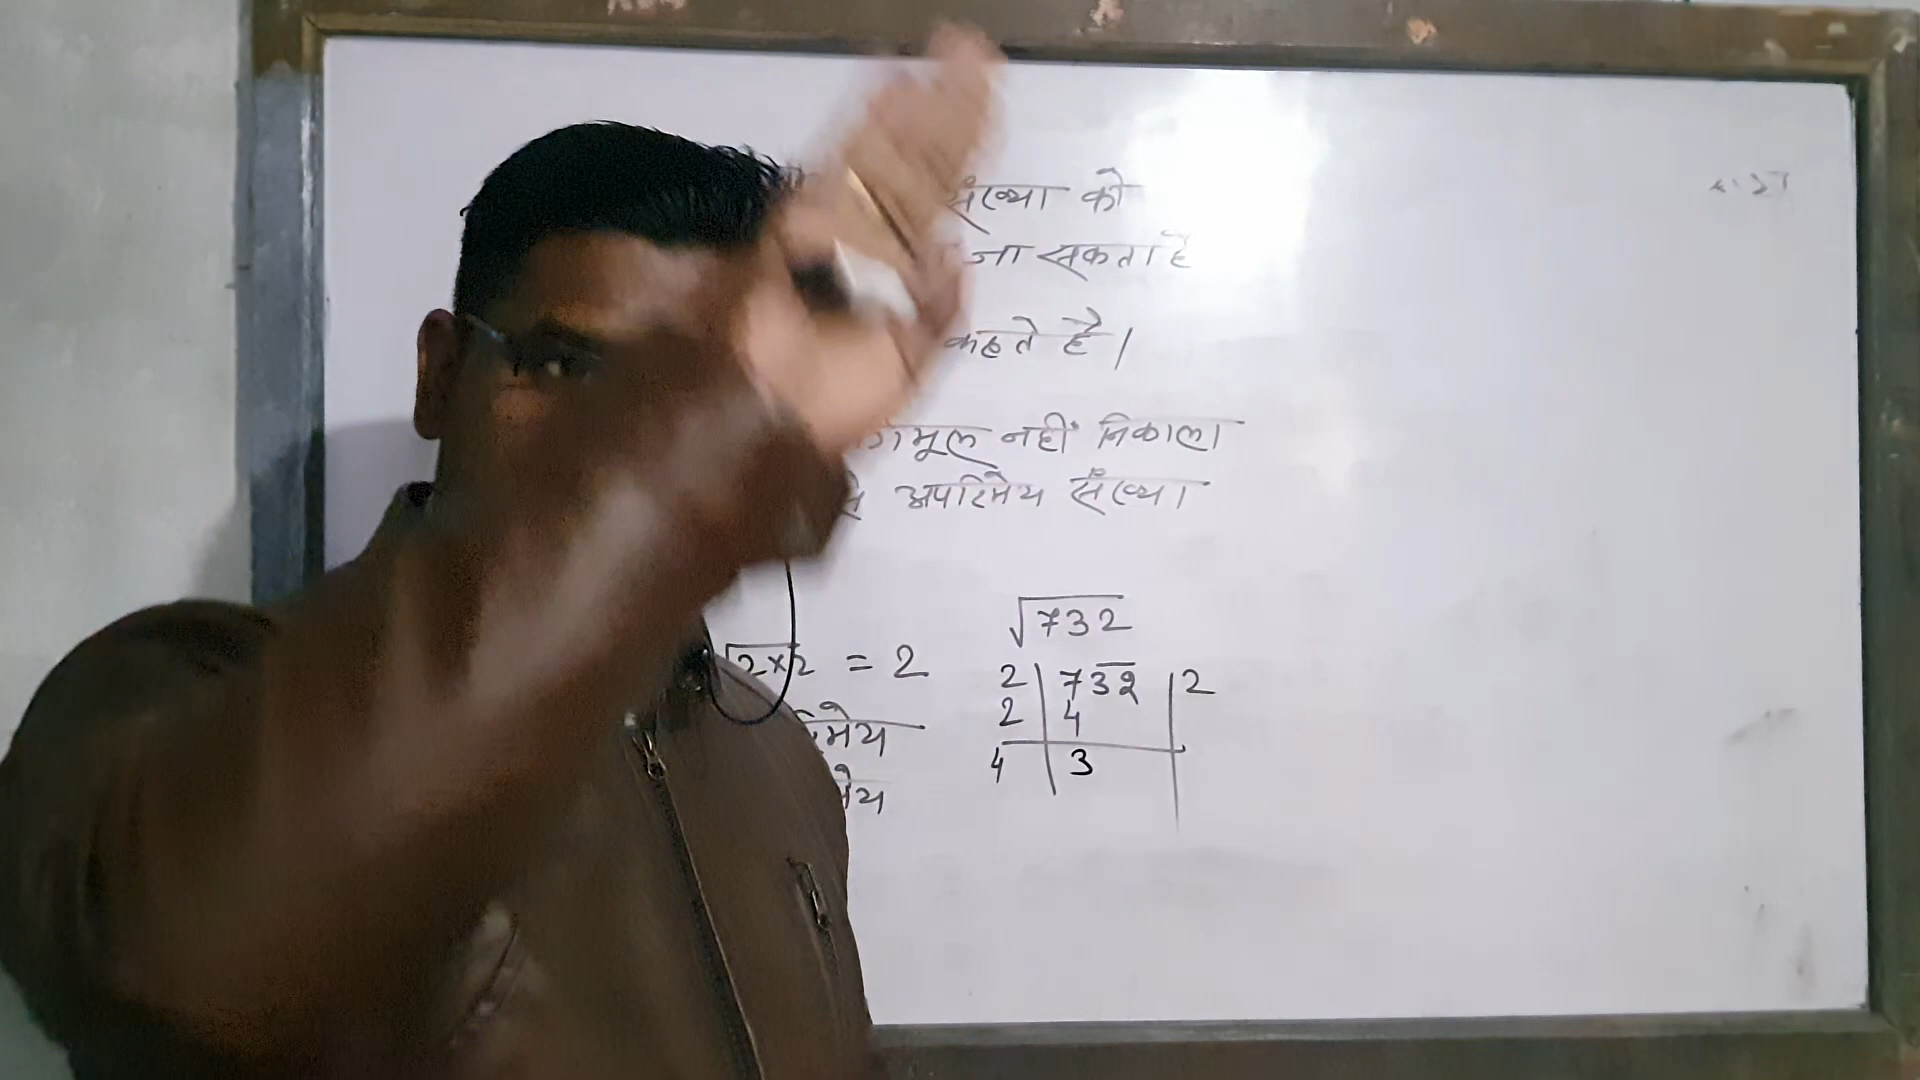 संख्या को
जा सकता है
कहते है।
मूल नहीं निकाला
अपरिमेय संख्या
√732
√2×2 = 2
2 | 732 | 2
2 | 4
4 | 3